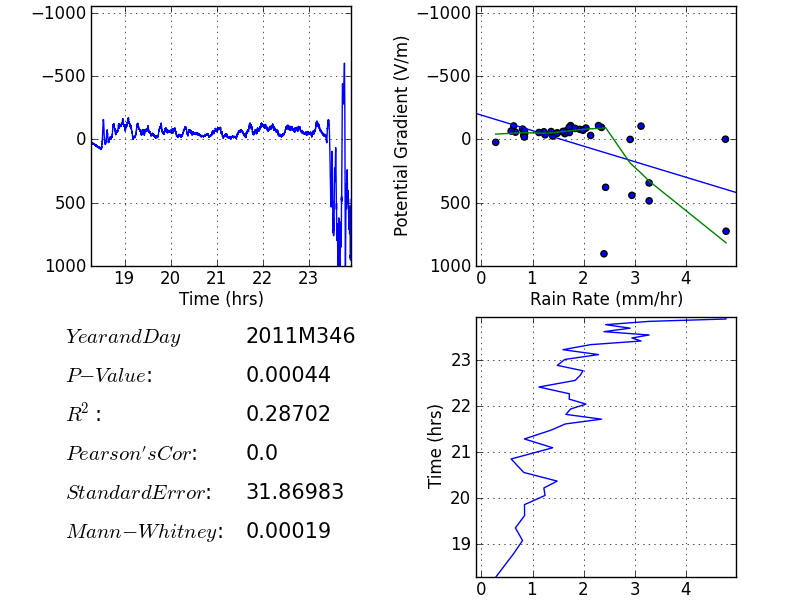 −1000
−500
0
500
1000
19 20 21 22 23
Time (hrs)
Potential Gradient (V/m)
−1000
−500
0
500
1000
0 1 2 3 4
Rain Rate (mm/hr)
YearandDay 2011M346
P−Value: 0.00044
R²: 0.28702
Pearson'sCor: 0.0
StandardError: 31.86983
Mann−Whitney: 0.00019
Time (hrs)
23
22
21
20
19
0 1 2 3 4